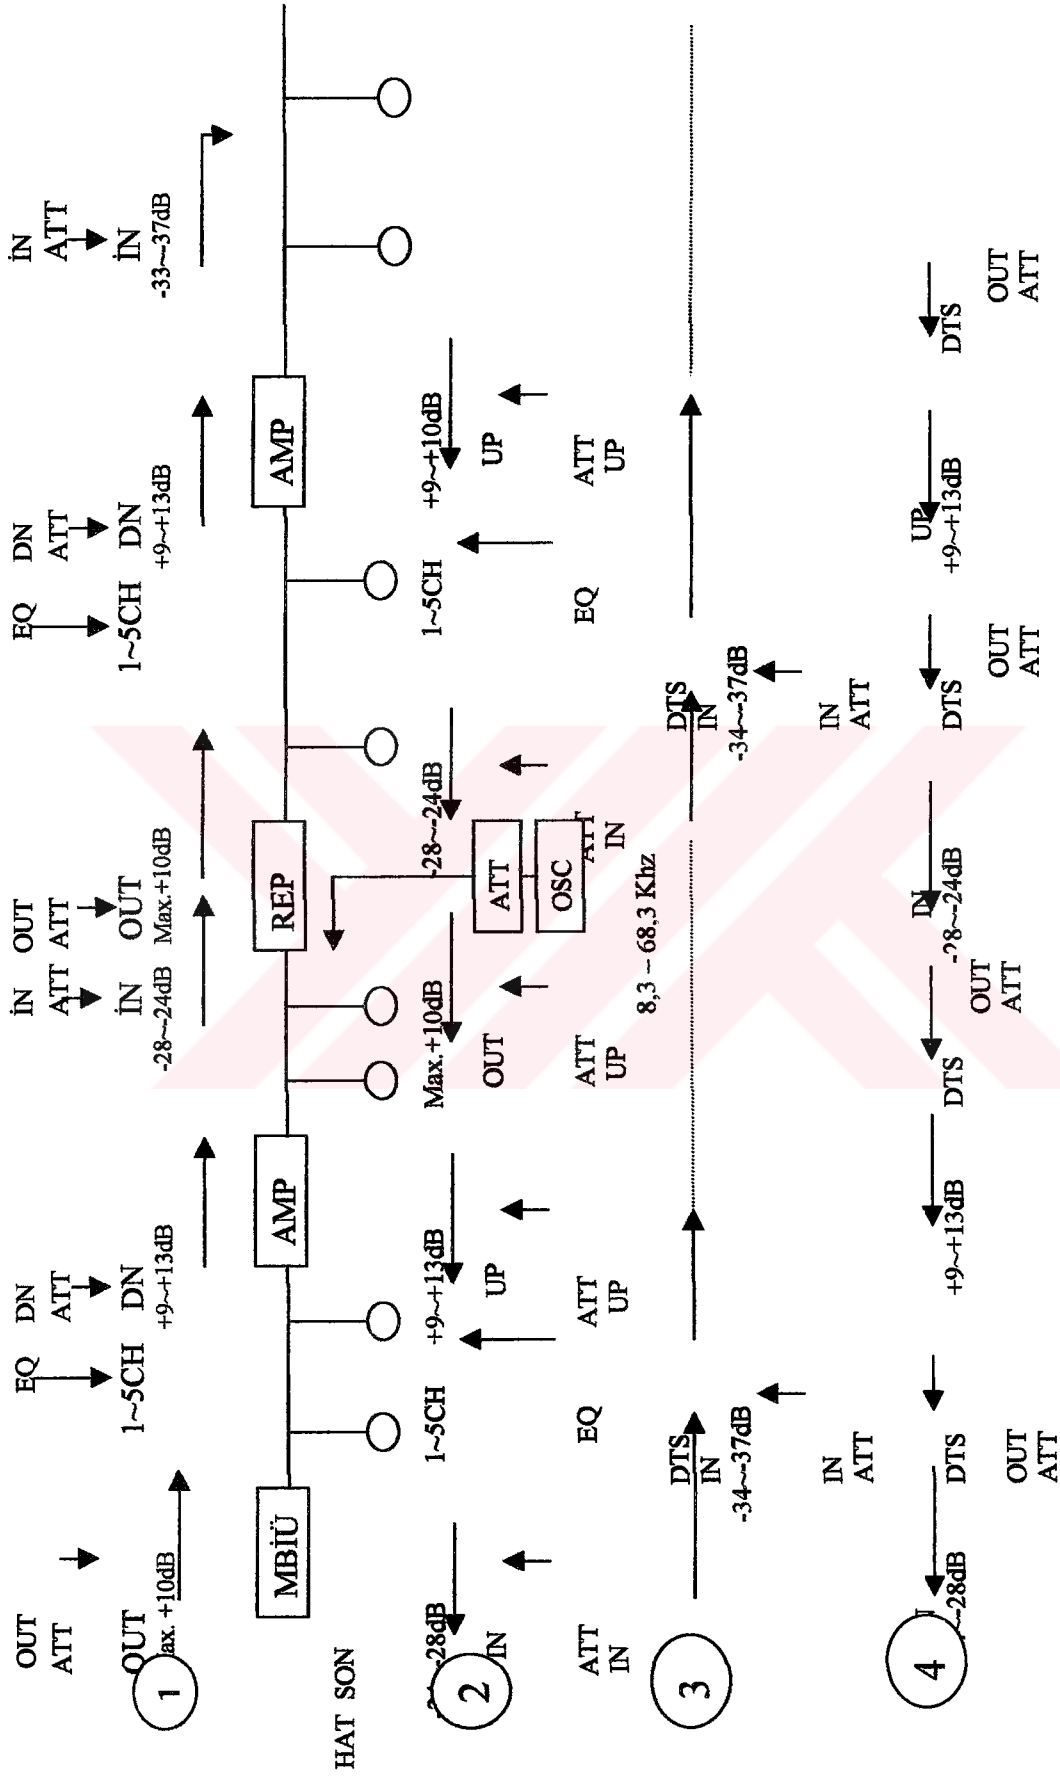 OUT EQ DN İN OUT EQ DN İN
ATT ATT ATT ATT ATT ATT
OUT 1~5CH DN İN OUT 1~5CH DN İN
ax. +10dB +9~+13dB -28~-24dB Max.+10dB +9~+13dB -33~-37dB
1
MBİÜ AMP REP AMP
HAT SON
-28dB 1~5CH +9~+13dB Max.+10dB -28~-24dB 1~5CH +9~+10dB
2
IN UP OUT ATT UP
OSC
ATT EQ ATT ATT ATT EQ ATT
IN UP UP IN UP
8,3 – 68,3 Khz
3
DTS DTS
IN IN
-34~-37dB -34~-37dB
IN IN
ATT ATT
4
IN UP
~-28dB DTS +9~+13dB DTS -28~-24dB DTS +9~+13dB DTS
OUT OUT OUT OUT
ATT ATT ATT ATT